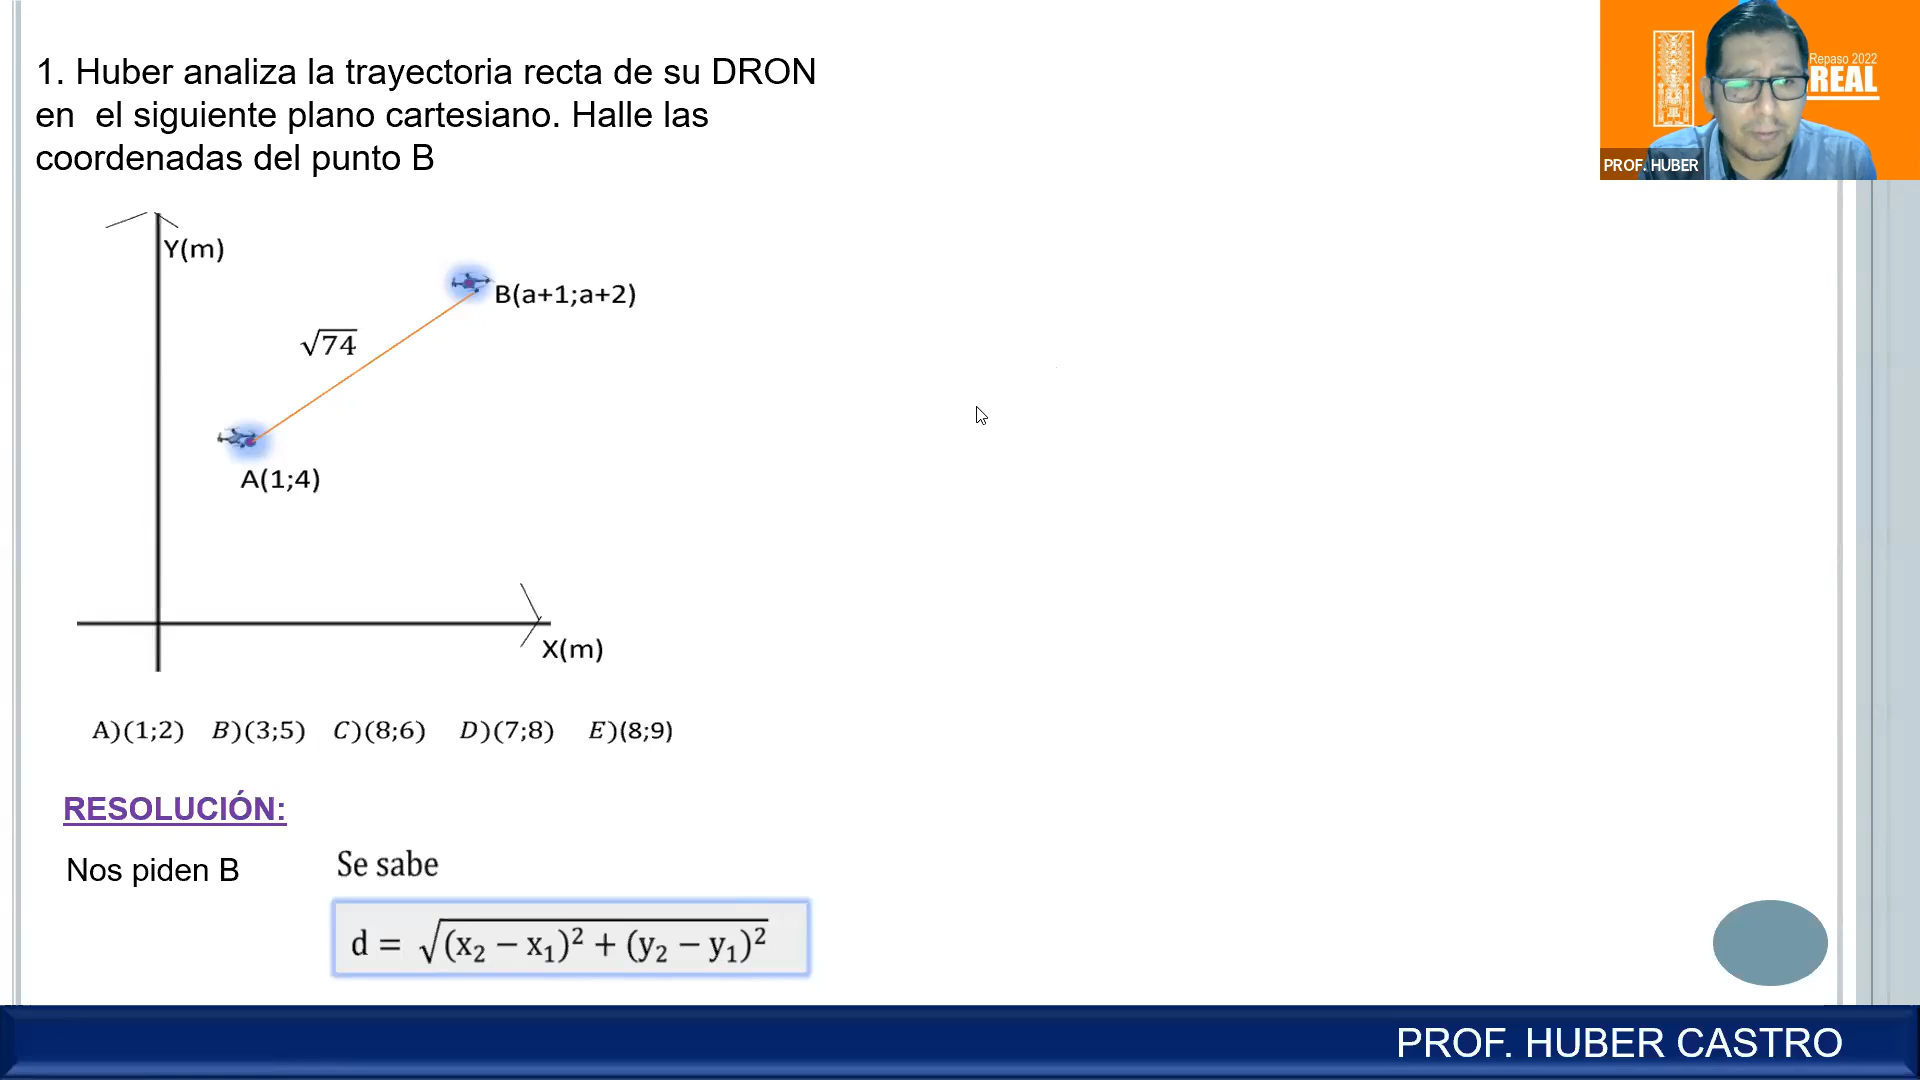 1. Huber analiza la trayectoria recta de su DRON
en el siguiente plano cartesiano. Halle las
coordenadas del punto B
Repaso 2022
REAL
PROF. HUBER
Y(m)
B(a+1;a+2)
√74
A(1;4)
X(m)
A)(1;2) B)(3;5) C)(8;6) D)(7;8) E)(8;9)
RESOLUCIÓN:
Nos piden B
Se sabe
d = √(x₂ − x₁)² + (y₂ − y₁)²
PROF. HUBER CASTRO